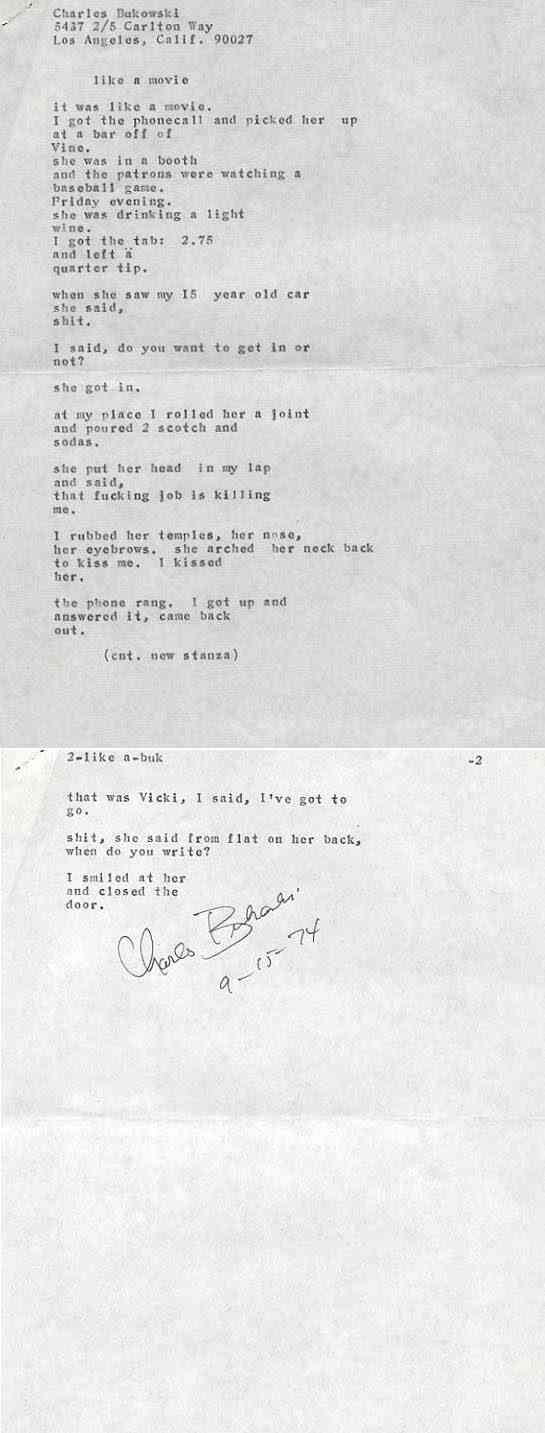 Charles Bukowski
5437 2/5 Carlton Way
Los Angeles, Calif. 90027
like a movie
it was like a movie.
I got the phonecall and picked her up
at a bar off of
Vine.
she was in a booth
and the patrons were watching a
baseball game.
Friday evening.
she was drinking a light
wine.
I got the tab: 2.75
and left a
quarter tip.
when she saw my 15 year old car
she said,
shit.
I said, do you want to get in or
not?
she got in.
at my place I rolled her a joint
and poured 2 scotch and
sodas.
she put her head in my lap
and said,
that fucking job is killing
me.
I rubbed her temples, her nose,
her eyebrows. she arched her neck back
to kiss me. I kissed
her.
the phone rang. I got up and
answered it, came back
out.
(cnt. new stanza)
2-like a-buk -2
that was Vicki, I said, I've got to
go.
shit, she said from flat on her back,
when do you write?
I smiled at her
and closed the
door.
Charles Bukowski
9-15-74